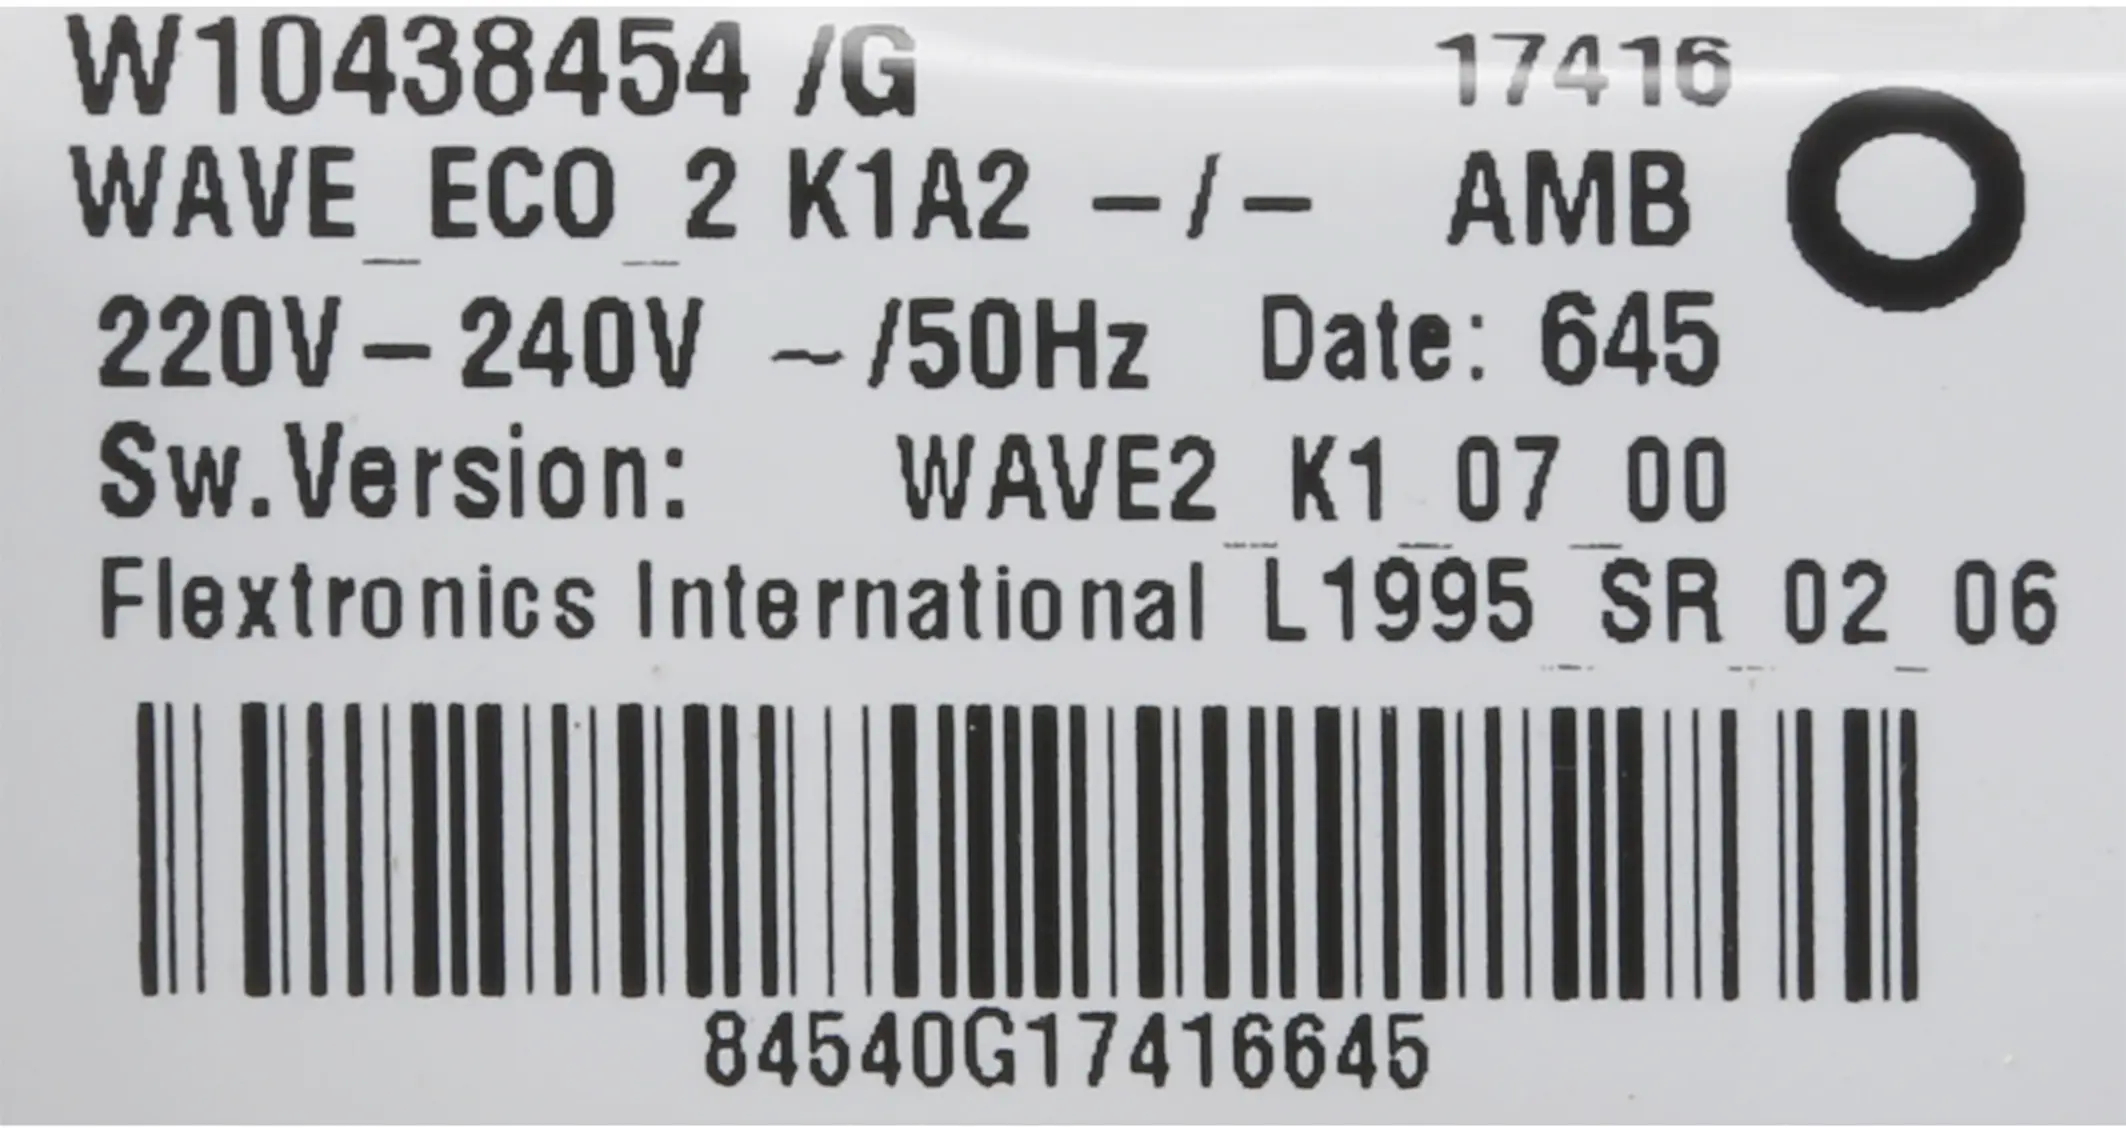 W10438454 /G 17416
WAVE_ECO_2 K1A2 –/– AMB
220V–240V ~/50Hz Date: 645
Sw.Version: WAVE2_K1_07_00
Flextronics International L1995_SR_02_06
84540G17416645